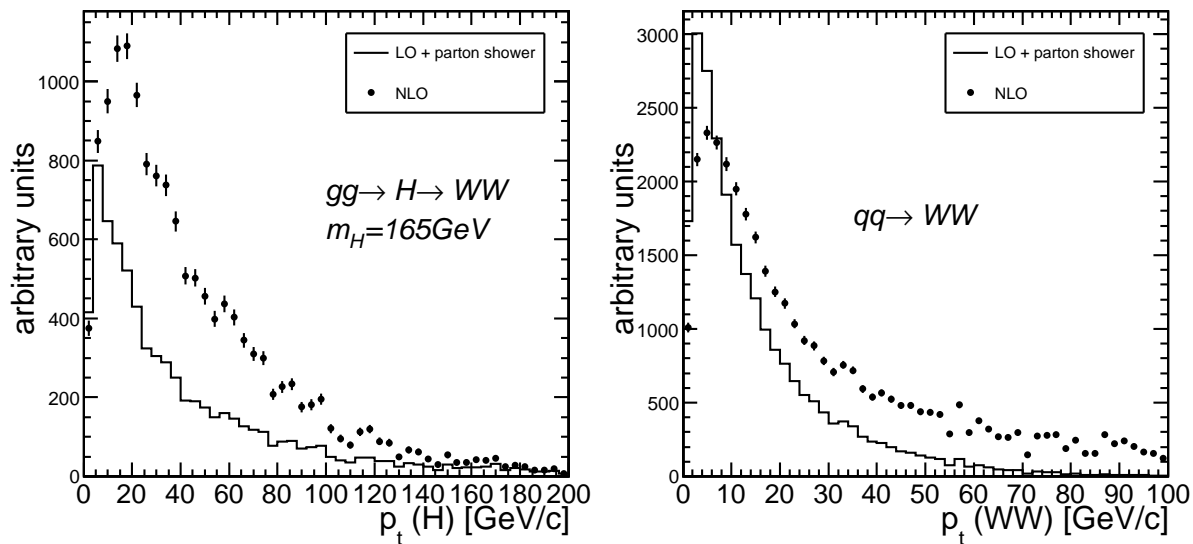 arbitrary units
1000
800
600
400
200
0
LO + parton shower
NLO
gg→ H→ WW
m_H=165GeV
0 20 40 60 80 100 120 140 160 180 200
p_t (H) [GeV/c]
arbitrary units
3000
2500
2000
1500
1000
500
0
LO + parton shower
NLO
qq→ WW
0 10 20 30 40 50 60 70 80 90 100
p_t (WW) [GeV/c]